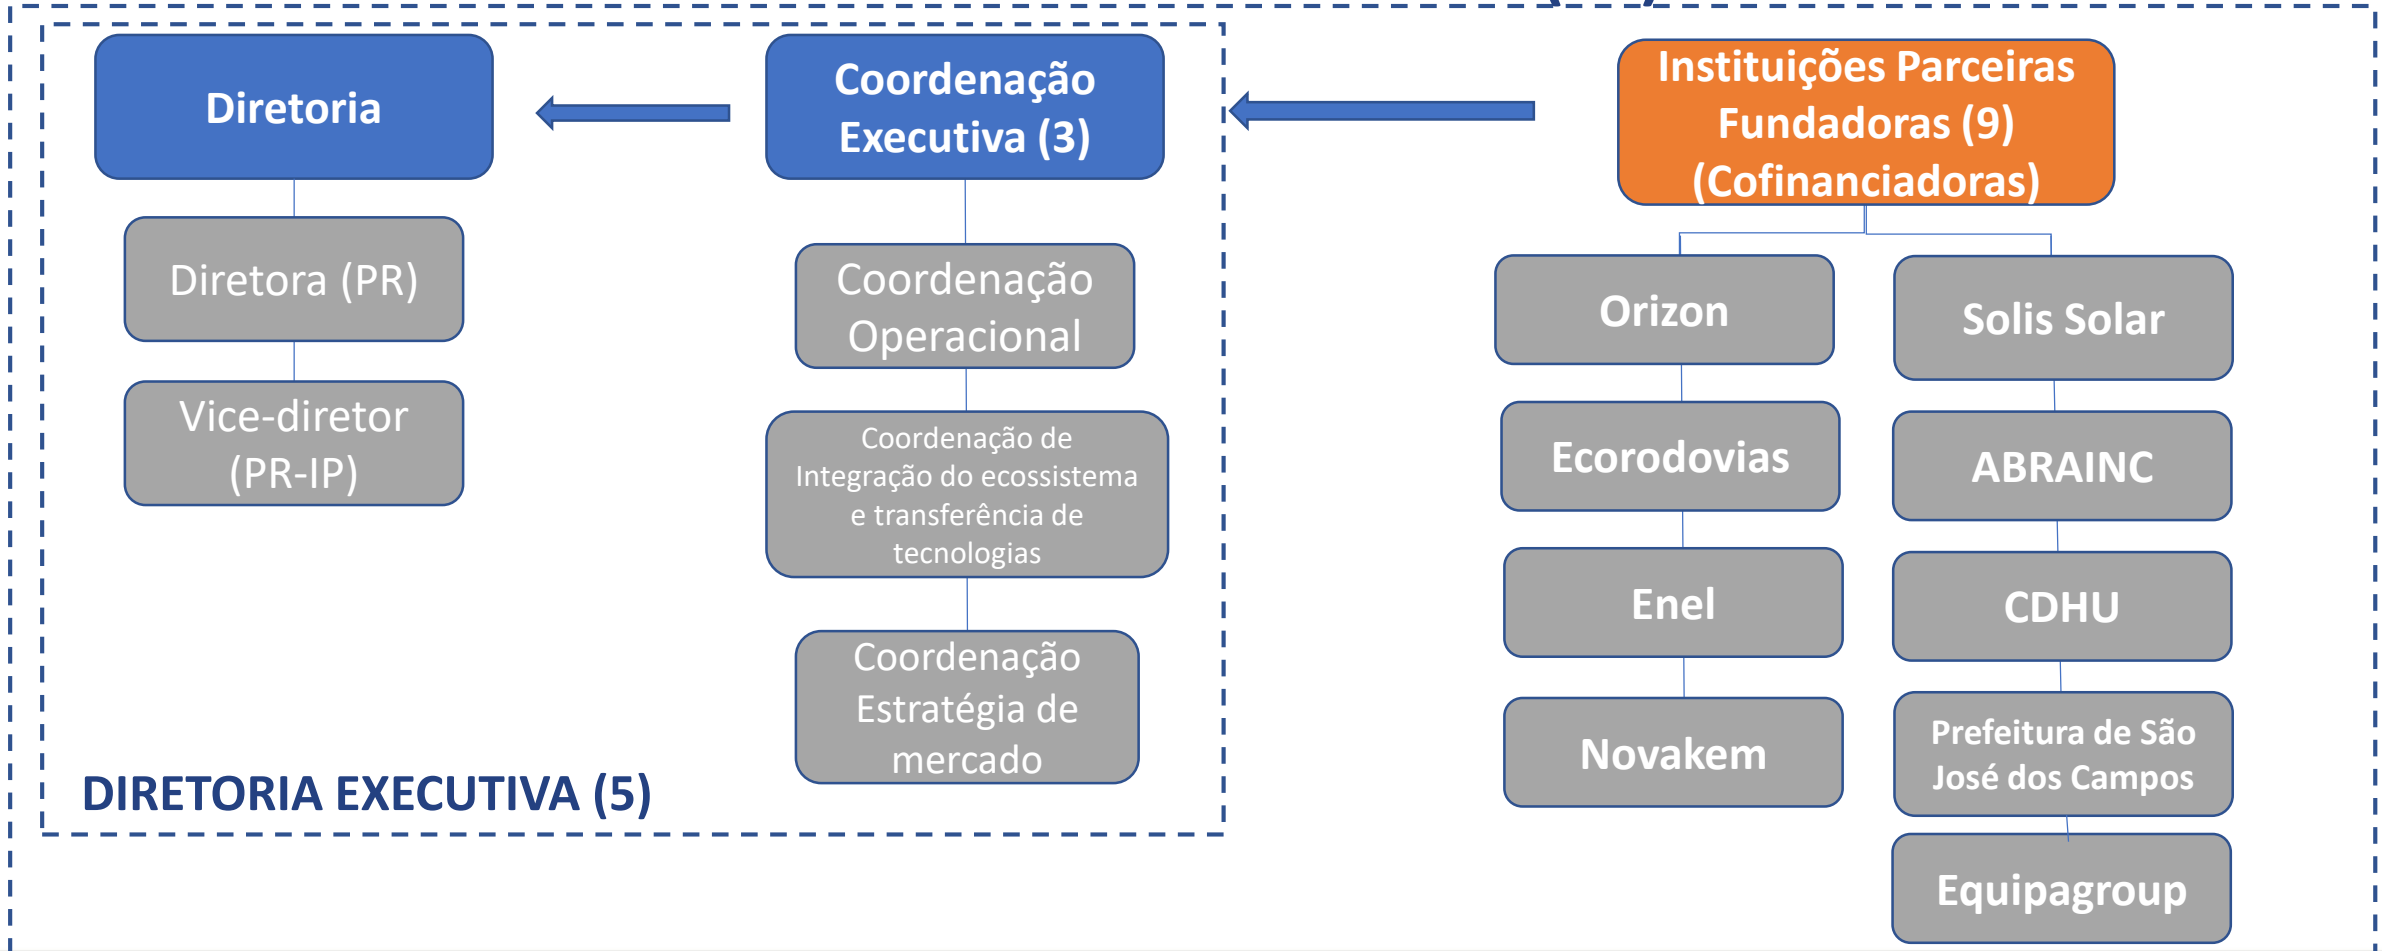 Diretoria
Diretora (PR)
Vice-diretor
(PR-IP)
Coordenação
Executiva (3)
Coordenação
Operacional
Coordenação de
Integração do ecossistema
e transferência de
tecnologias
Coordenação
Estratégia de
mercado
DIRETORIA EXECUTIVA (5)
Instituições Parceiras
Fundadoras (9)
(Cofinanciadoras)
Orizon
Ecorodovias
Enel
Novakem
Solis Solar
ABRAINC
CDHU
Prefeitura de São
José dos Campos
Equipagroup